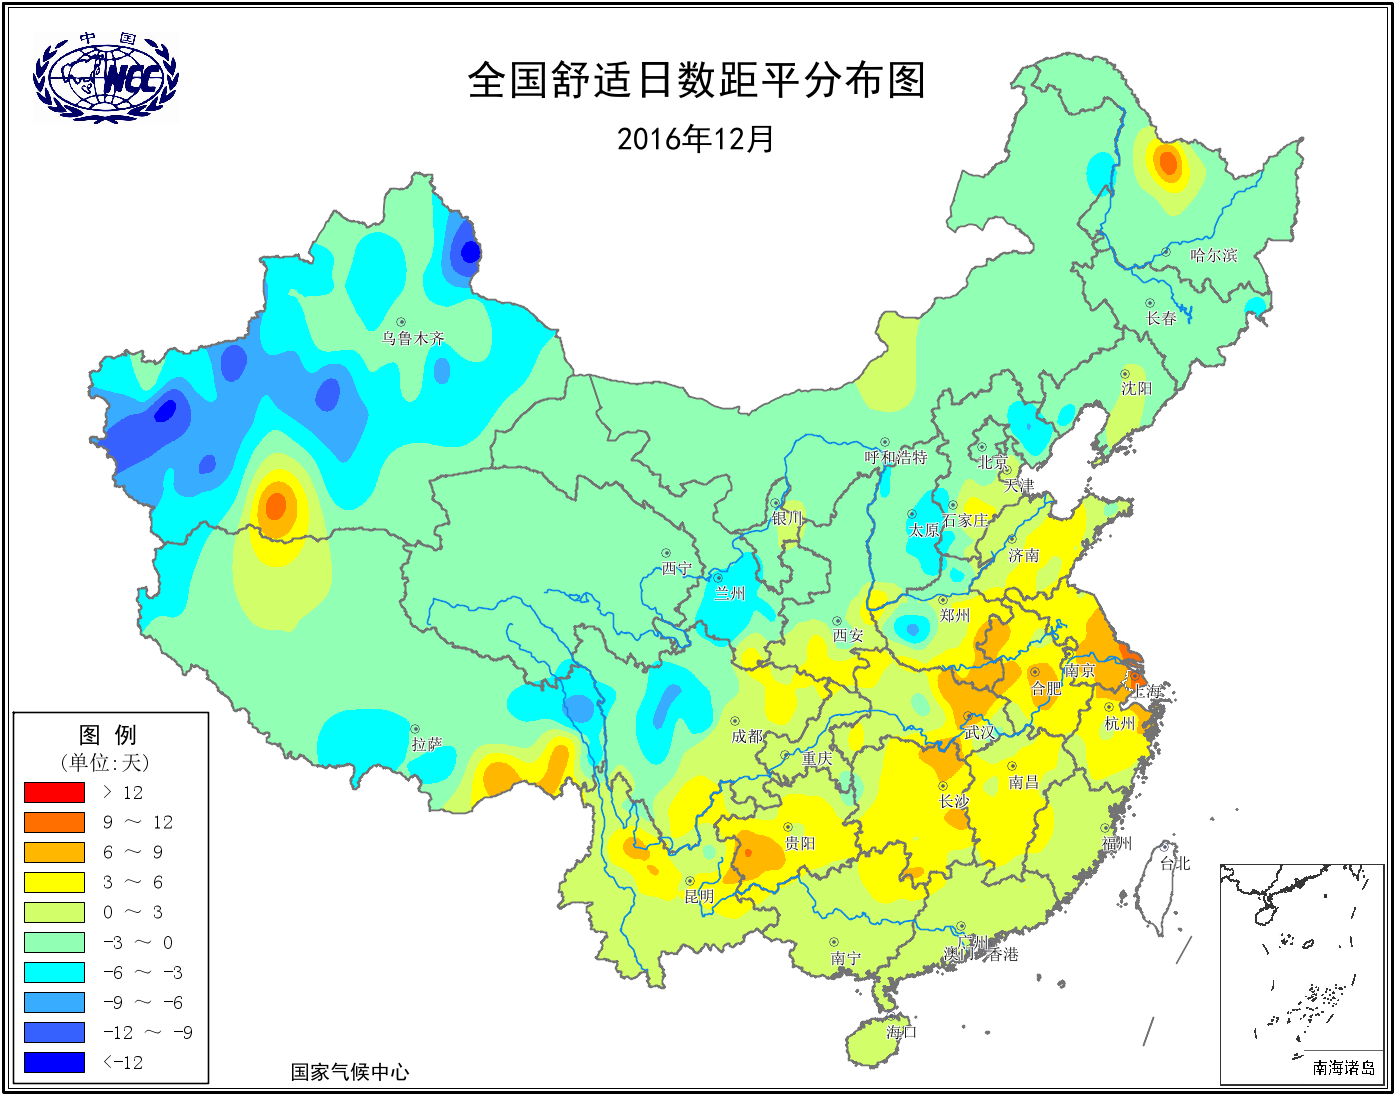 中 国
NCC
全国舒适日数距平分布图
2016年12月
哈尔滨
长春
乌鲁木齐
沈阳
呼和浩特
北京
天津
银川
石家庄
太原
济南
西宁
兰州
郑州
西安
南京
合肥
上海
杭州
成都
武汉
拉萨
重庆
南昌
长沙
贵阳
福州
台北
昆明
广州
南宁
澳门
香港
海口
图 例
(单位:天)
> 12
9 ~ 12
6 ~ 9
3 ~ 6
0 ~ 3
-3 ~ 0
-6 ~ -3
-9 ~ -6
-12 ~ -9
<-12
国家气候中心
南海诸岛